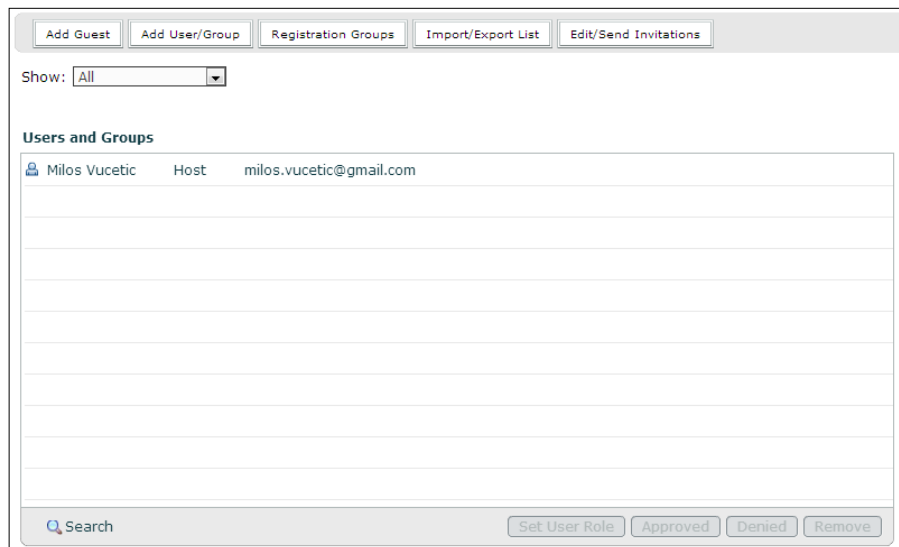 Add Guest Add User/Group Registration Groups Import/Export List Edit/Send Invitations
Show: All
Users and Groups
Milos Vucetic Host milos.vucetic@gmail.com
Search Set User Role Approved Denied Remove